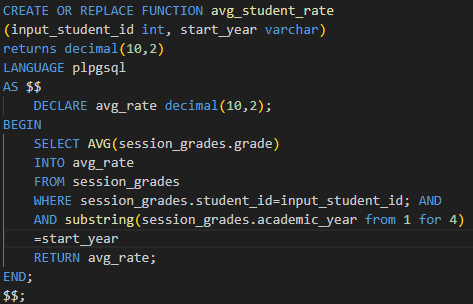 CREATE OR REPLACE FUNCTION avg_student_rate
(input_student_id int, start_year varchar)
returns decimal(10,2)
LANGUAGE plpgsql
AS $$
DECLARE avg_rate decimal(10,2);
BEGIN
SELECT AVG(session_grades.grade)
INTO avg_rate
FROM session_grades
WHERE session_grades.student_id=input_student_id; AND
AND substring(session_grades.academic_year from 1 for 4)
=start_year
RETURN avg_rate;
END;
$$;